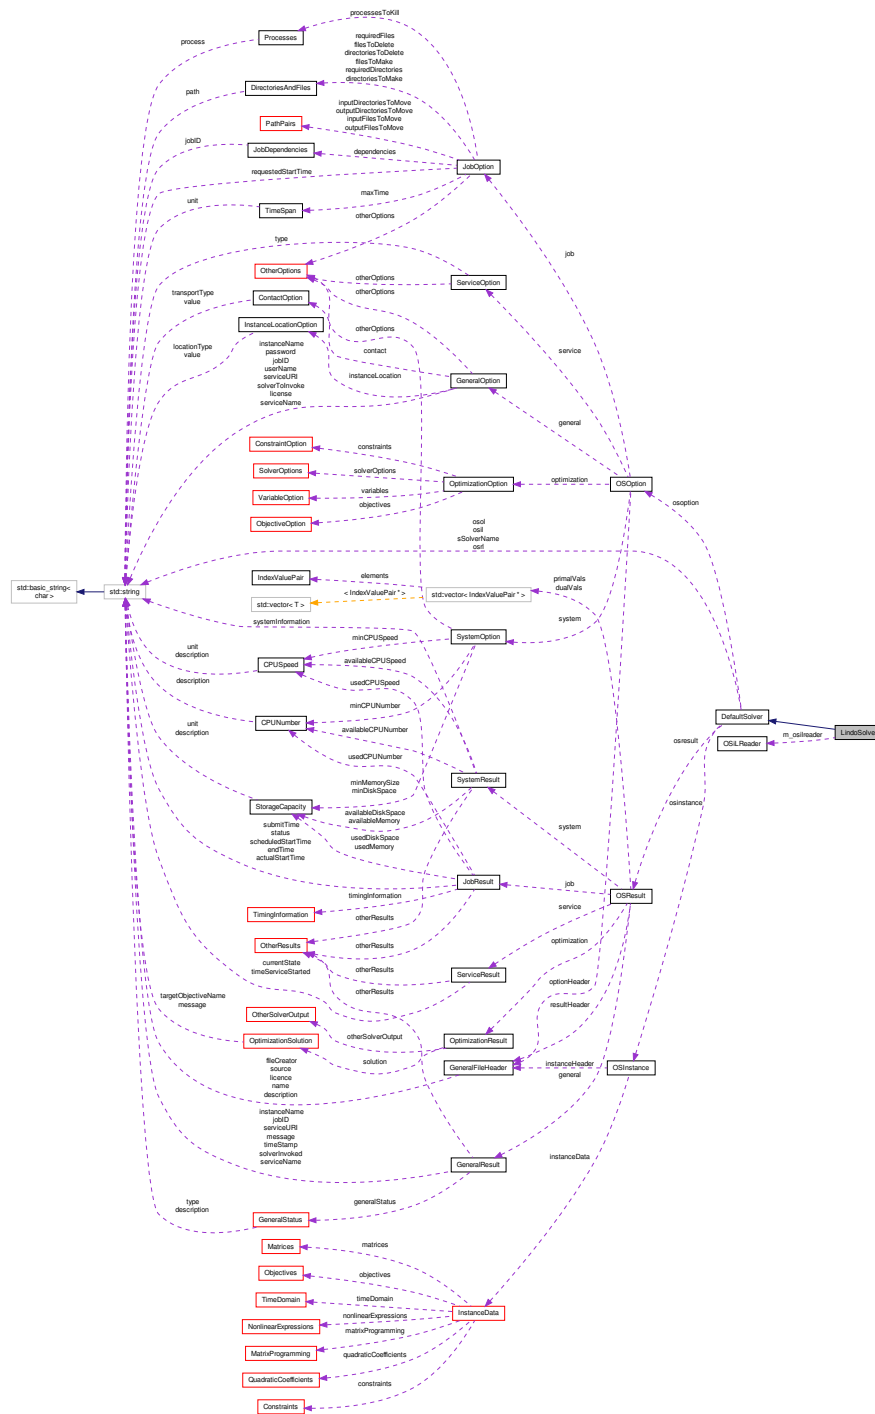 processesToKill
process
Processes
requiredFiles
filesToDelete
directoriesToDelete
filesToMake
requiredDirectories
directoriesToMake
path
DirectoriesAndFiles
inputDirectoriesToMove
outputDirectoriesToMove
inputFilesToMove
outputFilesToMove
PathPairs
jobID
JobDependencies
dependencies
JobOption
requestedStartTime
maxTime
unit
TimeSpan
otherOptions
type
job
OtherOptions
otherOptions
ServiceOption
transportType
value
ContactOption
otherOptions
InstanceLocationOption
otherOptions
locationType
value
instanceName
password
jobID
userName
serviceURI
solverToInvoke
license
serviceName
contact
service
instanceLocation
GeneralOption
general
ConstraintOption
constraints
SolverOptions
solverOptions
OptimizationOption
optimization
OSOption
VariableOption
variables
ObjectiveOption
objectives
osoption
osol
osil
sSolverName
osrl
std::basic_string<
char >
std::string
IndexValuePair
elements
std::vector< T >
< IndexValuePair * >
std::vector< IndexValuePair * >
primalVals
dualVals
systemInformation
SystemOption
system
minCPUSpeed
unit
description
CPUSpeed
availableCPUSpeed
description
usedCPUSpeed
minCPUNumber
CPUNumber
availableCPUNumber
DefaultSolver
LindoSolver
m_osilreader
OSiLReader
osresult
unit
description
usedCPUNumber
SystemResult
osinstance
minMemorySize
minDiskSpace
StorageCapacity
availableDiskSpace
availableMemory
system
submitTime
status
scheduledStartTime
endTime
actualStartTime
usedDiskSpace
usedMemory
JobResult
job
OSResult
timingInformation
TimingInformation
service
otherResults
OtherResults
otherResults
optimization
currentState
timeServiceStarted
otherResults
ServiceResult
otherResults
optionHeader
targetObjectiveName
message
OtherSolverOutput
resultHeader
otherSolverOutput
OptimizationSolution
solution
OptimizationResult
fileCreator
source
licence
name
description
GeneralFileHeader
instanceHeader
general
OSInstance
instanceName
jobID
serviceURI
message
timeStamp
solverInvoked
serviceName
GeneralResult
instanceData
type
description
GeneralStatus
generalStatus
Matrices
matrices
Objectives
objectives
TimeDomain
timeDomain
InstanceData
NonlinearExpressions
nonlinearExpressions
MatrixProgramming
matrixProgramming
QuadraticCoefficients
quadraticCoefficients
Constraints
constraints